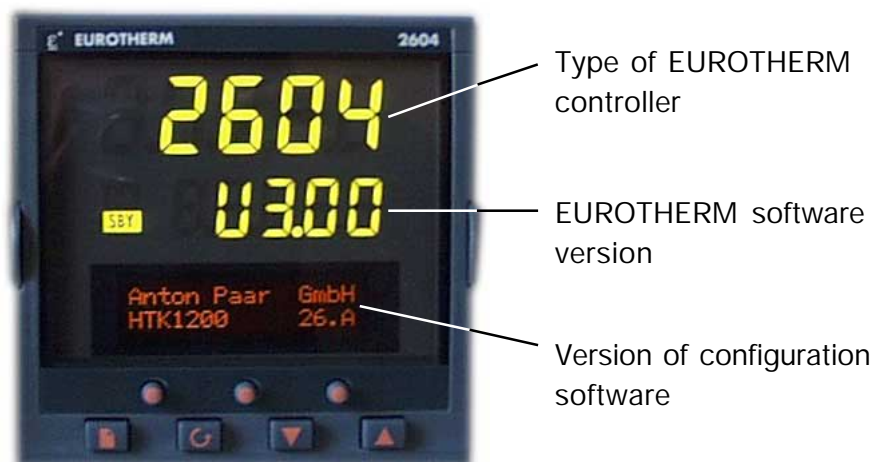 EUROTHERM 2604
2604
Type of EUROTHERM
controller
SBY V3.00
EUROTHERM software
version
Anton Paar GmbH
HTK1200 26.A
Version of configuration
software